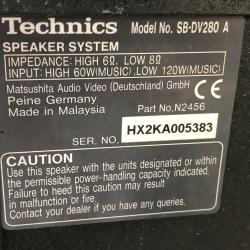 Technics Model No. SB-DV280 A
SPEAKER SYSTEM
IMPEDANCE: HIGH 6Ω, LOW 8Ω
INPUT: HIGH 60W(MUSIC) ,LOW 120W(MUSIC)
Matsushita Audio Video (Deutschland) GmbH
Peine Germany
Made in Malaysia
CE
Part No.N2456
SER. NO. HX2KA005383
CAUTION
Use this speaker with the units designated or within
the permissible power-handling capacity indicated.
Failure to heed this caution may result
in malfunction or fire.
Contact your dealer if you have any queries.